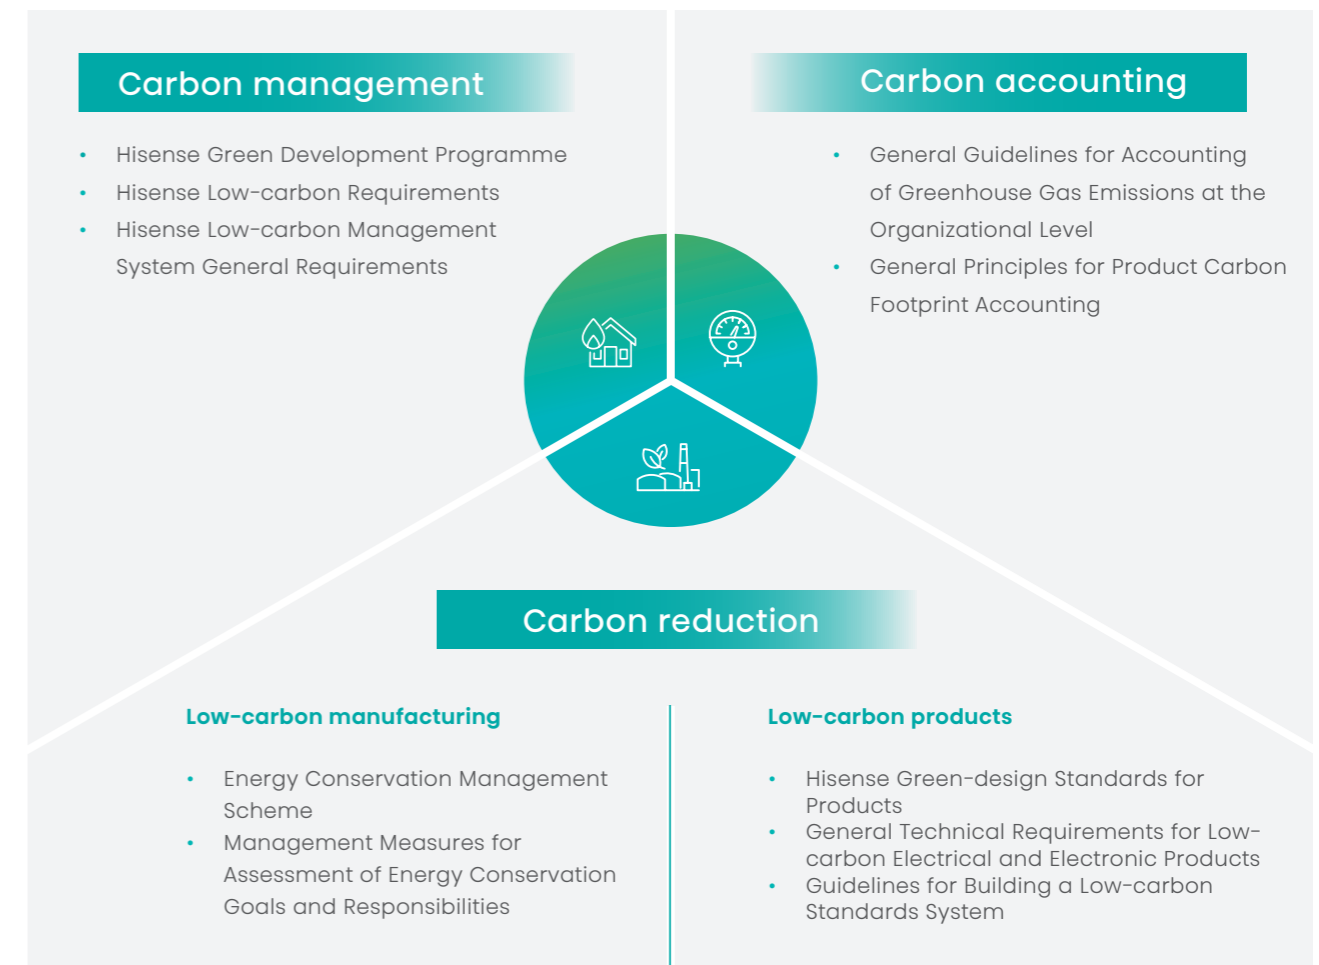 Carbon management
• Hisense Green Development Programme
• Hisense Low-carbon Requirements
• Hisense Low-carbon Management
System General Requirements
Carbon accounting
• General Guidelines for Accounting
of Greenhouse Gas Emissions at the
Organizational Level
• General Principles for Product Carbon
Footprint Accounting
Carbon reduction
Low-carbon manufacturing
• Energy Conservation Management
Scheme
• Management Measures for
Assessment of Energy Conservation
Goals and Responsibilities
Low-carbon products
• Hisense Green-design Standards for
Products
• General Technical Requirements for Low-
carbon Electrical and Electronic Products
• Guidelines for Building a Low-carbon
Standards System